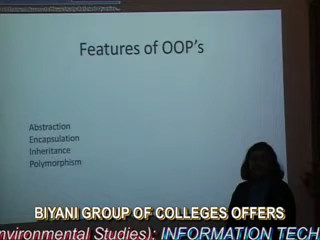 Features of OOP's
Abstraction
Encapsulation
Inheritance
Polymorphism
BIYANI GROUP OF COLLEGES OFFERS
nvironmental Studies): INFORMATION TECH